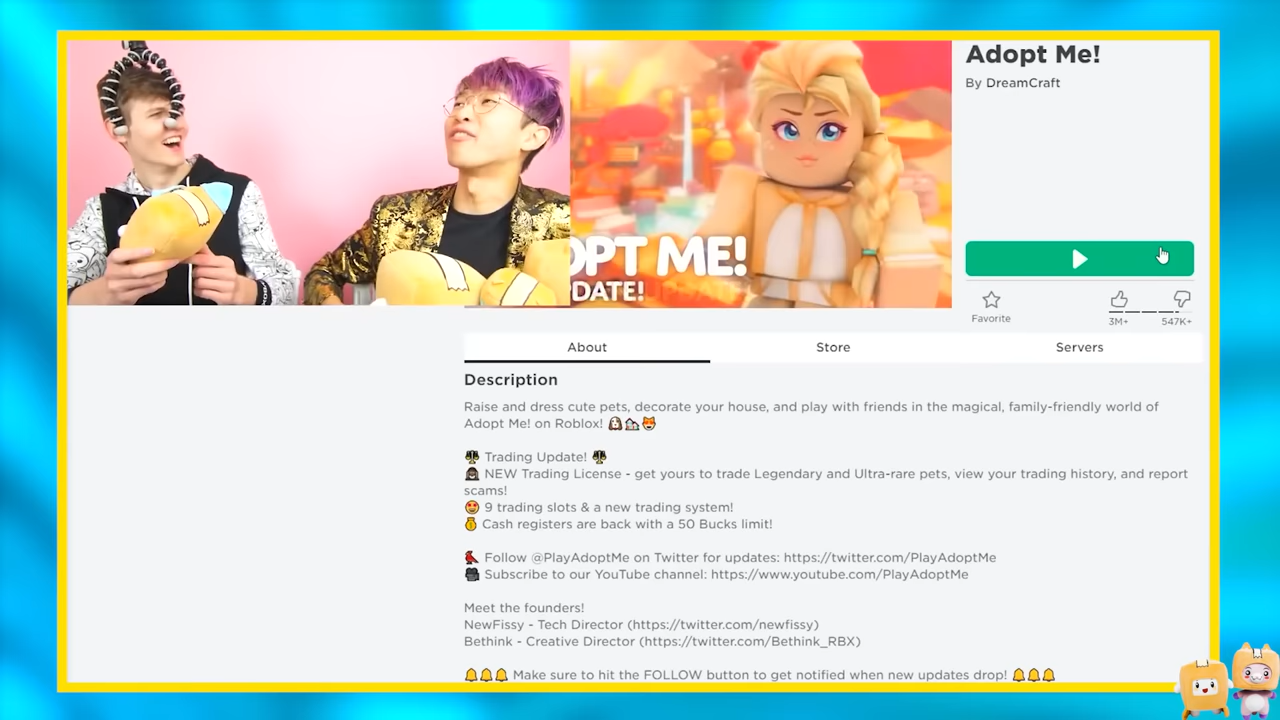 Adopt Me!
By DreamCraft
OPT ME!
DATE!
Favorite
3M+
547K+
About
Store
Servers
Description
Raise and dress cute pets, decorate your house, and play with friends in the magical, family-friendly world of
Adopt Me! on Roblox! 🐶🏡🦊
⚖️ Trading Update! ⚖️
🕵️ NEW Trading License - get yours to trade Legendary and Ultra-rare pets, view your trading history, and report
scams!
😍 9 trading slots & a new trading system!
💰 Cash registers are back with a 50 Bucks limit!
🐦 Follow @PlayAdoptMe on Twitter for updates: https://twitter.com/PlayAdoptMe
🎥 Subscribe to our YouTube channel: https://www.youtube.com/PlayAdoptMe
Meet the founders!
NewFissy - Tech Director (https://twitter.com/newfissy)
Bethink - Creative Director (https://twitter.com/Bethink_RBX)
🔔🔔🔔 Make sure to hit the FOLLOW button to get notified when new updates drop! 🔔🔔🔔